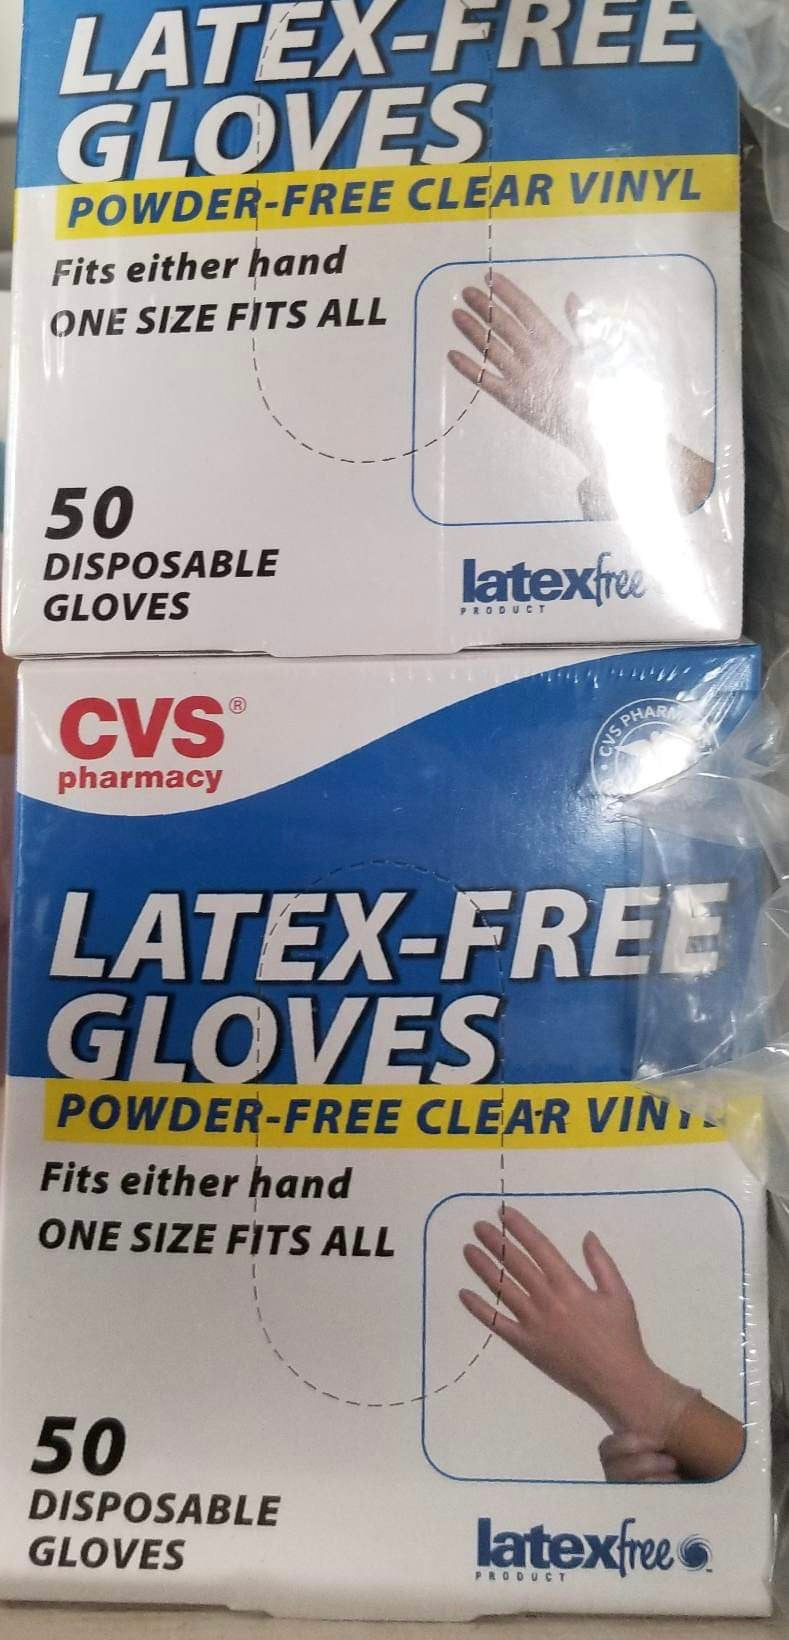 LATEX-FREE
GLOVES
POWDER-FREE CLEAR VINYL
Fits either hand
ONE SIZE FITS ALL
50
DISPOSABLE
GLOVES
latexfree
PRODUCT
CVS®
pharmacy
CVS
LATEX-FREE
GLOVES
POWDER-FREE CLEAR VINYL
Fits either hand
ONE SIZE FITS ALL
50
DISPOSABLE
GLOVES
latexfree
PRODUCT